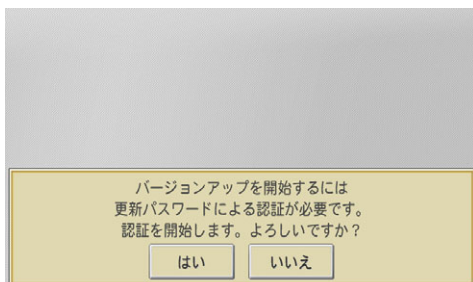 バージョンアップを開始するには
更新パスワードによる認証が必要です。
認証を開始します。よろしいですか？
はい いいえ